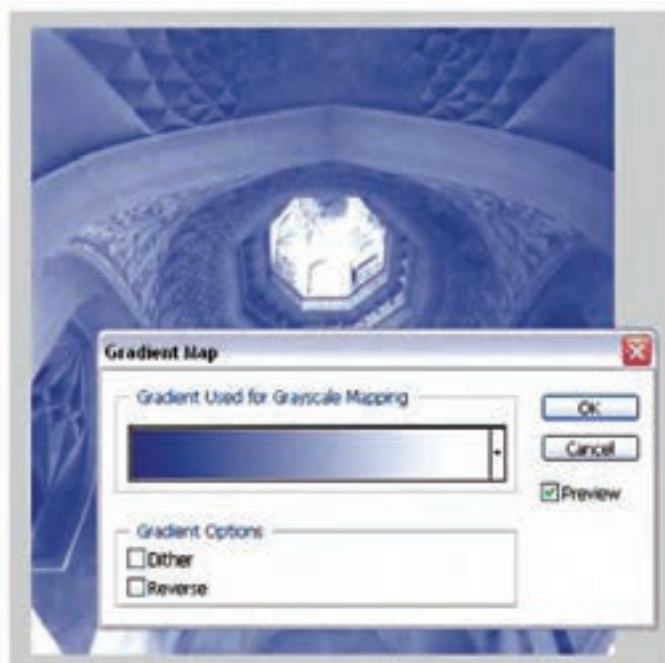 Gradient Map
Gradient Used for Grayscale Mapping
OK
Cancel
Preview
Gradient Options
Dither
Reverse